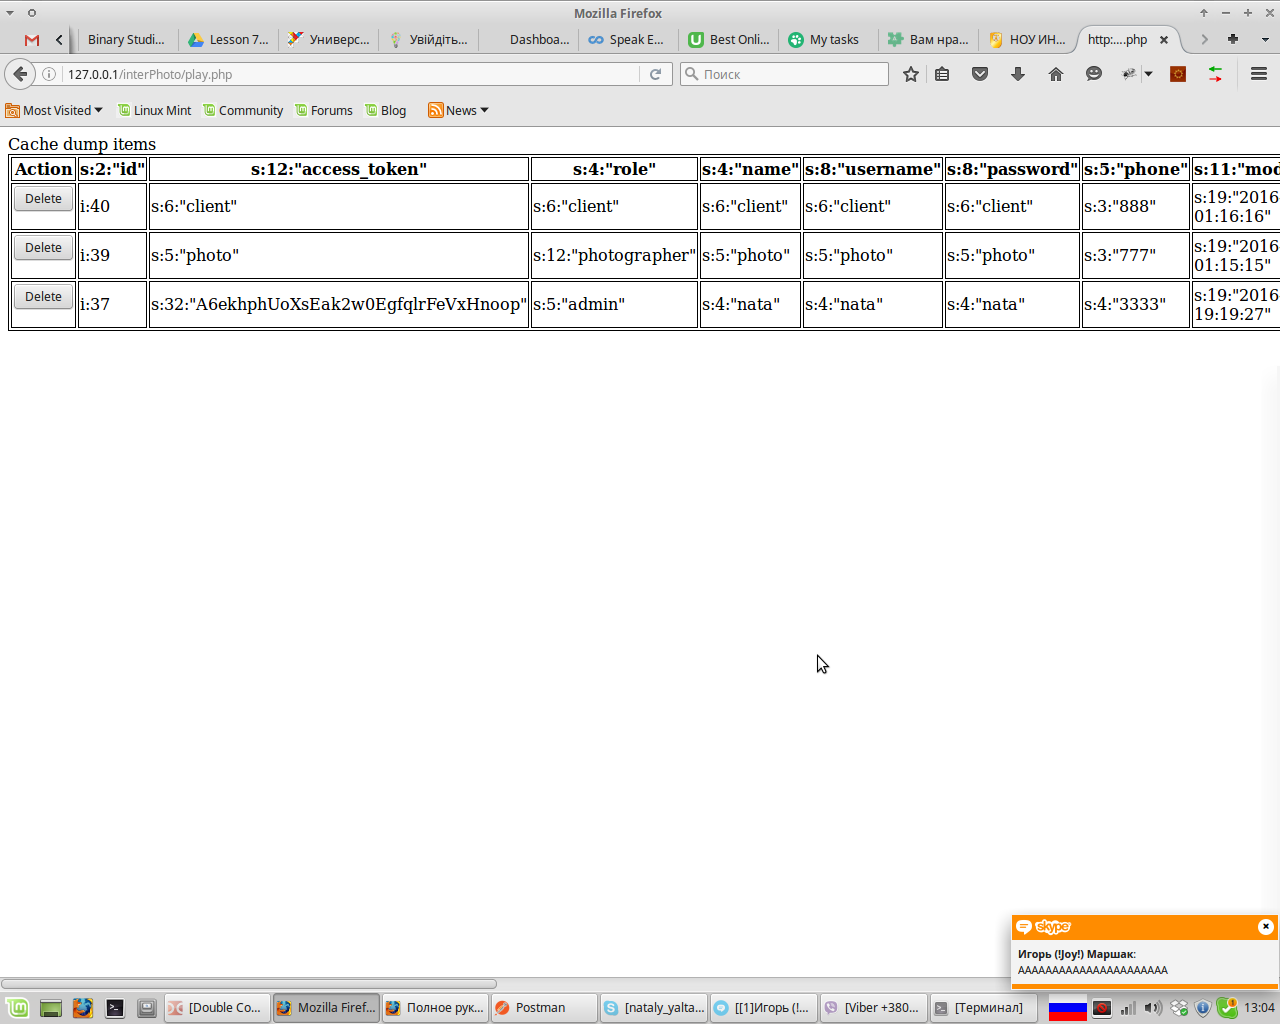 Mozilla Firefox
Binary Studi...
Lesson 7...
Универс...
Увійдіть...
Dashboa...
Speak E...
Best Onli...
My tasks
Вам нра...
НОУ ИН...
http:....php
127.0.0.1/interPhoto/play.php
Поиск
Most Visited
Linux Mint
Community
Forums
Blog
News
Cache dump items
Action s:2:"id" s:12:"access_token" s:4:"role" s:4:"name" s:8:"username" s:8:"password" s:5:"phone" s:11:"mod
Delete i:40 s:6:"client" s:6:"client" s:6:"client" s:6:"client" s:6:"client" s:3:"888" s:19:"2016-
01:16:16"
Delete i:39 s:5:"photo" s:12:"photographer" s:5:"photo" s:5:"photo" s:5:"photo" s:3:"777" s:19:"2016-
01:15:15"
Delete i:37 s:32:"A6ekhphUoXsEak2w0EgfqlrFeVxHnoop" s:5:"admin" s:4:"nata" s:4:"nata" s:4:"nata" s:4:"3333" s:19:"2016-
19:19:27"
skype
Игорь (!Joy!) Маршак:
АААААААААААААААААААААА
[Double Co...
Mozilla Firef...
Полное рук...
Postman
[nataly_yalta...
[[1]Игорь (!...
[Viber +380...
[Терминал]
13:04